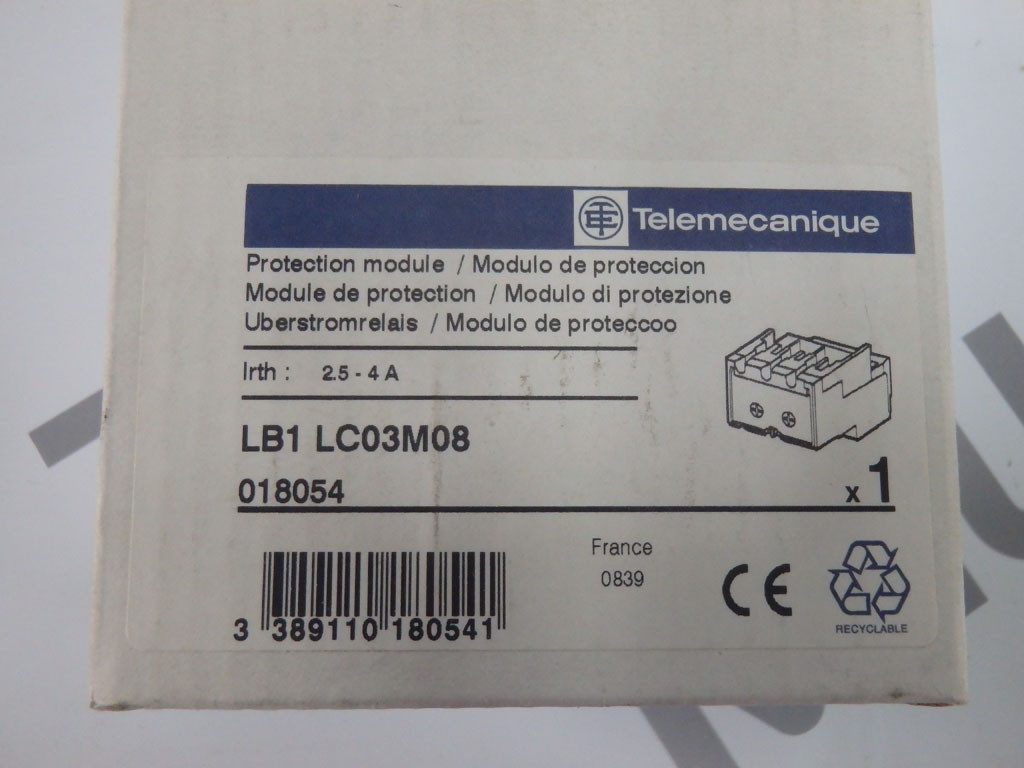 Telemecanique
Protection module / Modulo de proteccion
Module de protection / Modulo di protezione
Uberstromrelais / Modulo de proteccoo
Irth : 2.5 - 4 A
LB1 LC03M08
018054
x 1
France
0839
CE
RECYCLABLE
3 389110 180541